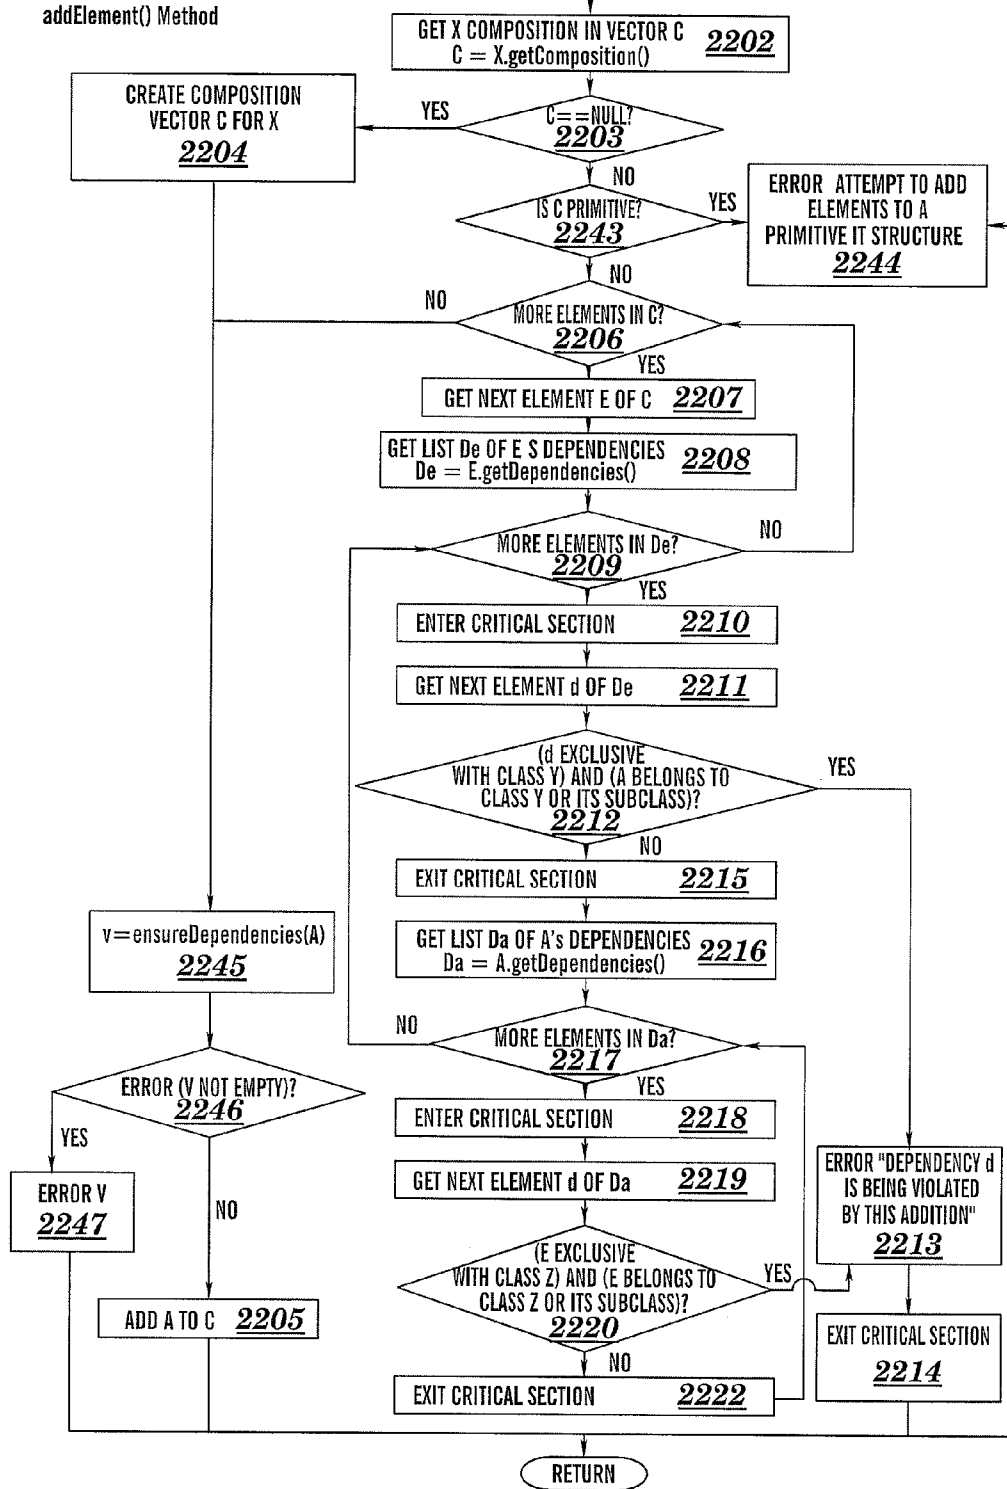 addElement() Method
GET X COMPOSITION IN VECTOR C
C = X.getComposition()
2202
CREATE COMPOSITION
VECTOR C FOR X
2204
YES
C==NULL?
2203
NO
IS C PRIMITIVE?
2243
YES
ERROR ATTEMPT TO ADD
ELEMENTS TO A
PRIMITIVE IT STRUCTURE
2244
NO
NO
MORE ELEMENTS IN C?
2206
YES
GET NEXT ELEMENT E OF C 2207
GET LIST De OF E S DEPENDENCIES
De = E.getDependencies()
2208
MORE ELEMENTS IN De?
2209
NO
YES
ENTER CRITICAL SECTION 2210
GET NEXT ELEMENT d OF De 2211
(d EXCLUSIVE
WITH CLASS Y) AND (A BELONGS TO
CLASS Y OR ITS SUBCLASS)?
2212
YES
NO
EXIT CRITICAL SECTION 2215
v=ensureDependencies(A)
2245
GET LIST Da OF A's DEPENDENCIES
Da = A.getDependencies()
2216
NO
MORE ELEMENTS IN Da?
2217
YES
ERROR (V NOT EMPTY)?
2246
YES
ENTER CRITICAL SECTION 2218
GET NEXT ELEMENT d OF Da 2219
ERROR V
2247
NO
ERROR "DEPENDENCY d
IS BEING VIOLATED
BY THIS ADDITION"
2213
(E EXCLUSIVE
WITH CLASS Z) AND (E BELONGS TO
CLASS Z OR ITS SUBCLASS)?
2220
YES
ADD A TO C 2205
NO
EXIT CRITICAL SECTION
2214
EXIT CRITICAL SECTION 2222
RETURN